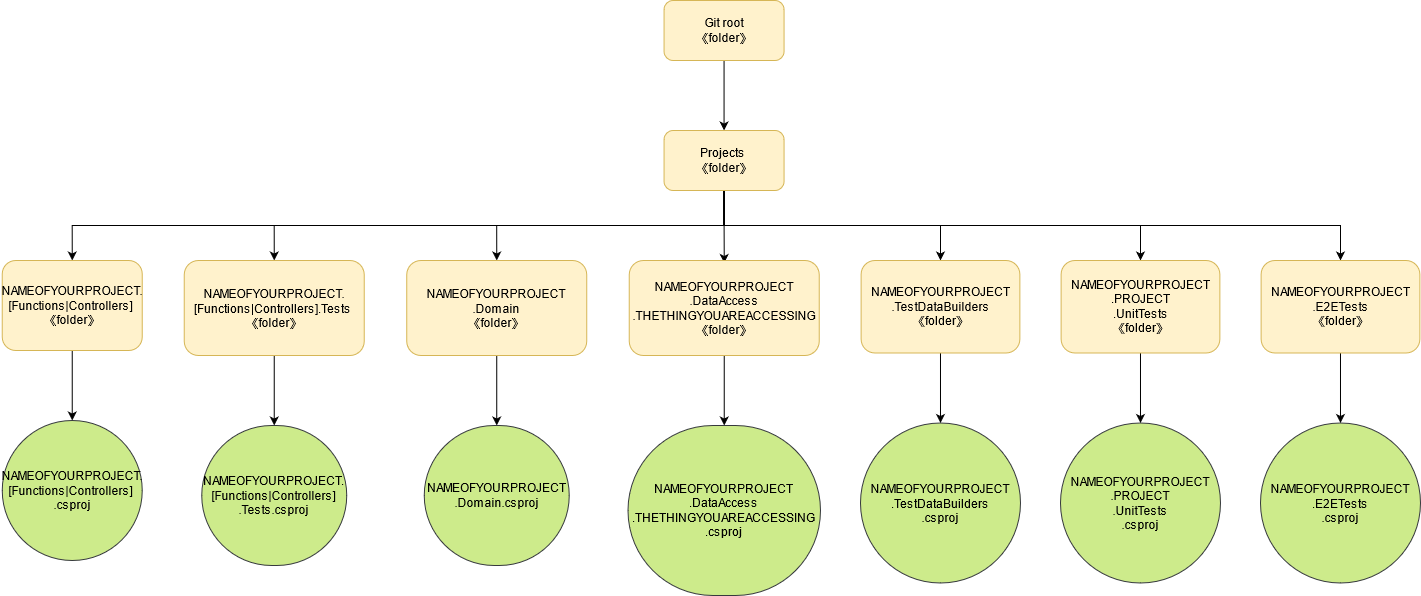 Git root
《folder》
Projects
《folder》
NAMEOFYOURPROJECT.
[Functions|Controllers]
《folder》
NAMEOFYOURPROJECT.
[Functions|Controllers].Tests
《folder》
NAMEOFYOURPROJECT
.Domain
《folder》
NAMEOFYOURPROJECT
.DataAccess
.THETHINGYOUAREACCESSING
《folder》
NAMEOFYOURPROJECT
.TestDataBuilders
《folder》
NAMEOFYOURPROJECT
.PROJECT
.UnitTests
《folder》
NAMEOFYOURPROJECT
.E2ETests
《folder》
NAMEOFYOURPROJECT.
[Functions|Controllers]
.csproj
NAMEOFYOURPROJECT.
[Functions|Controllers]
.Tests.csproj
NAMEOFYOURPROJECT
.Domain.csproj
NAMEOFYOURPROJECT
.DataAccess
.THETHINGYOUAREACCESSING
.csproj
NAMEOFYOURPROJECT
.TestDataBuilders
.csproj
NAMEOFYOURPROJECT
.PROJECT
.UnitTests
.csproj
NAMEOFYOURPROJECT
.E2ETests
.csproj